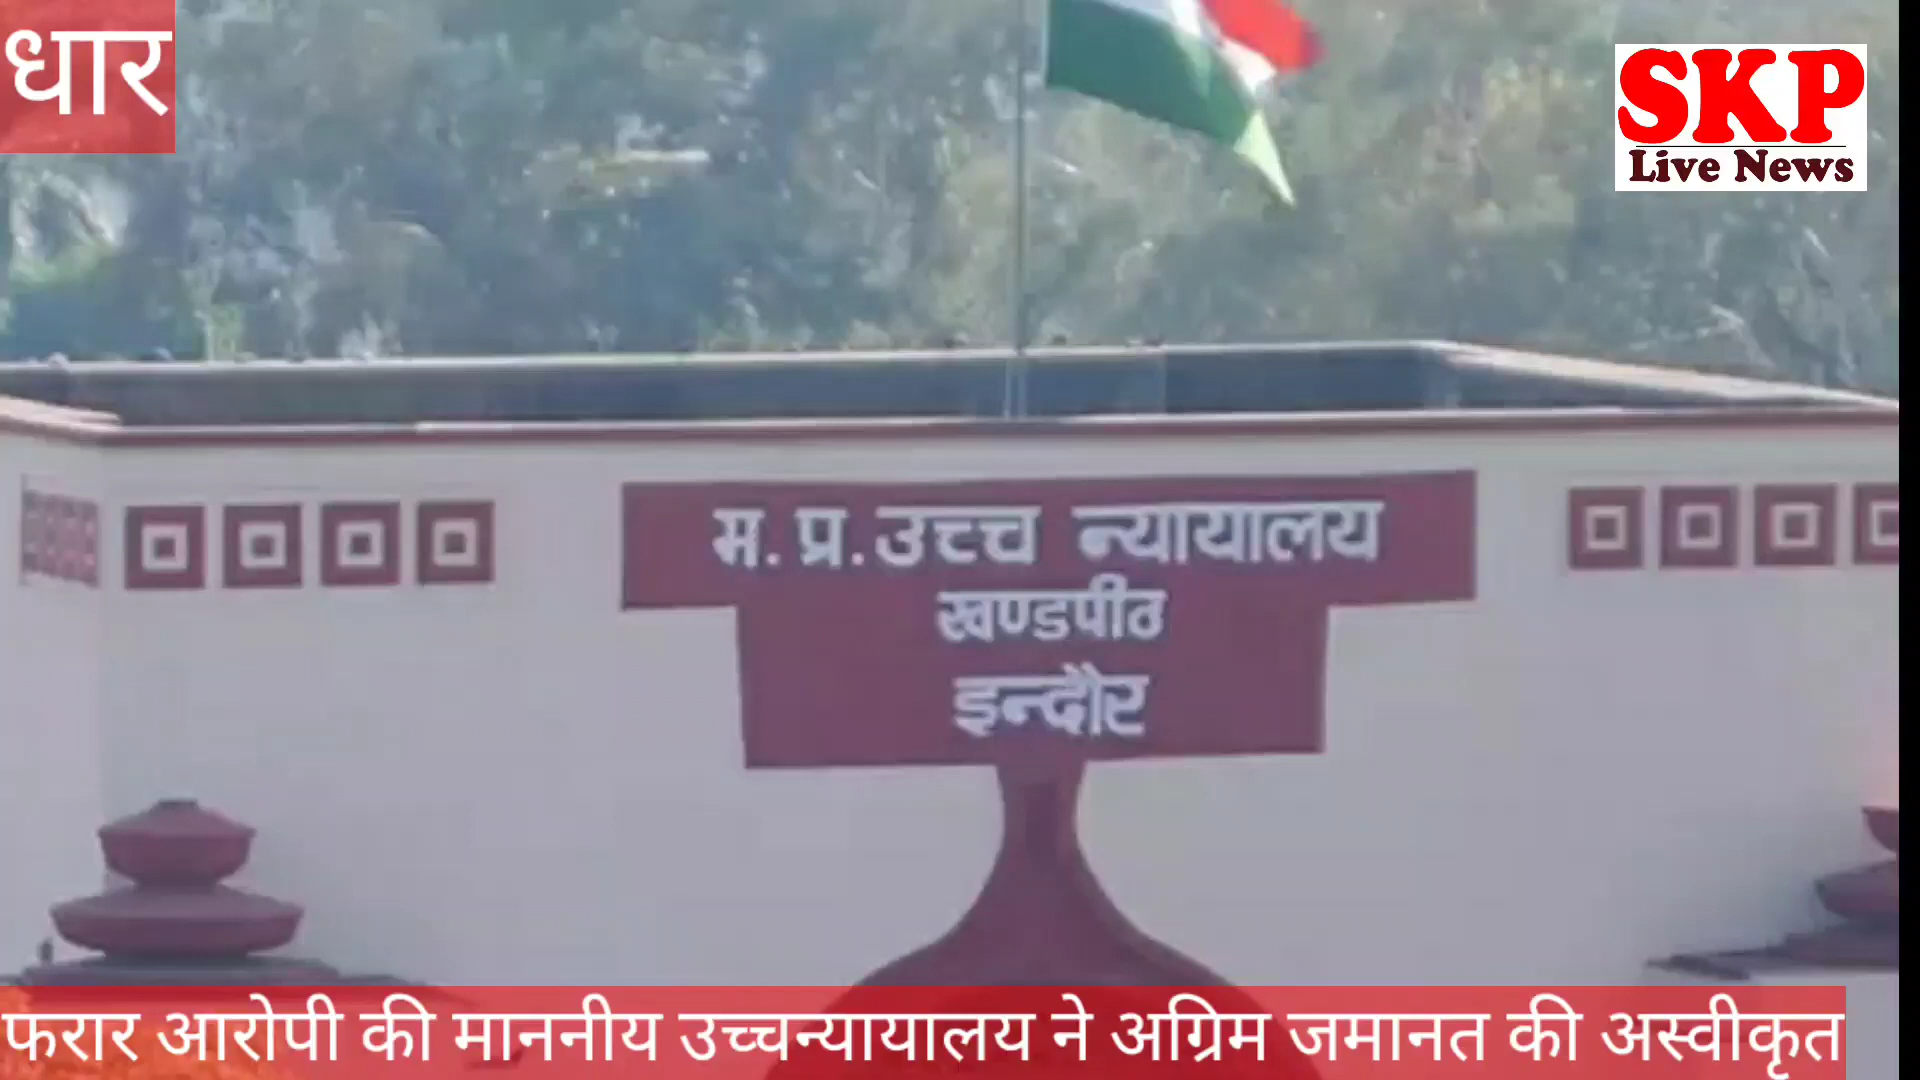 धार
SKP
Live News
म.प्र.उच्च न्यायालय
खण्डपीठ
इन्दौर
फरार आरोपी की माननीय उच्चन्यायालय ने अग्रिम जमानत की अस्वीकृत